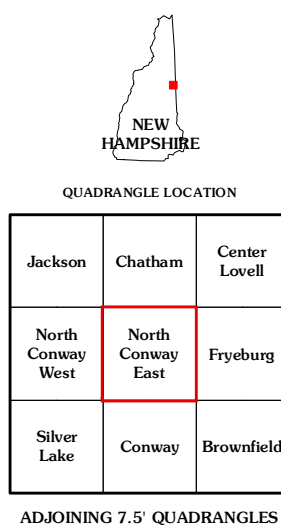 NEW
HAMPSHIRE
QUADRANGLE LOCATION
Jackson
Chatham
Center
Lovell
North
Conway
West
North
Conway
East
Fryeburg
Silver
Lake
Conway
Brownfield
ADJOINING 7.5' QUADRANGLES